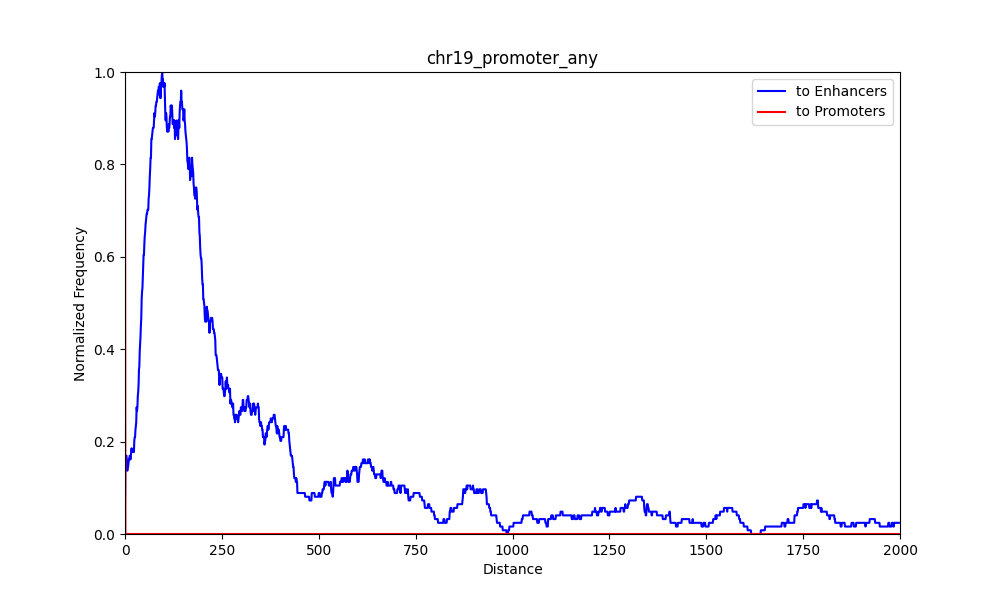 chr19_promoter_any
to Enhancers
to Promoters
Normalized Frequency
1.0
0.8
0.6
0.4
0.2
0.0
0 250 500 750 1000 1250 1500 1750 2000
Distance